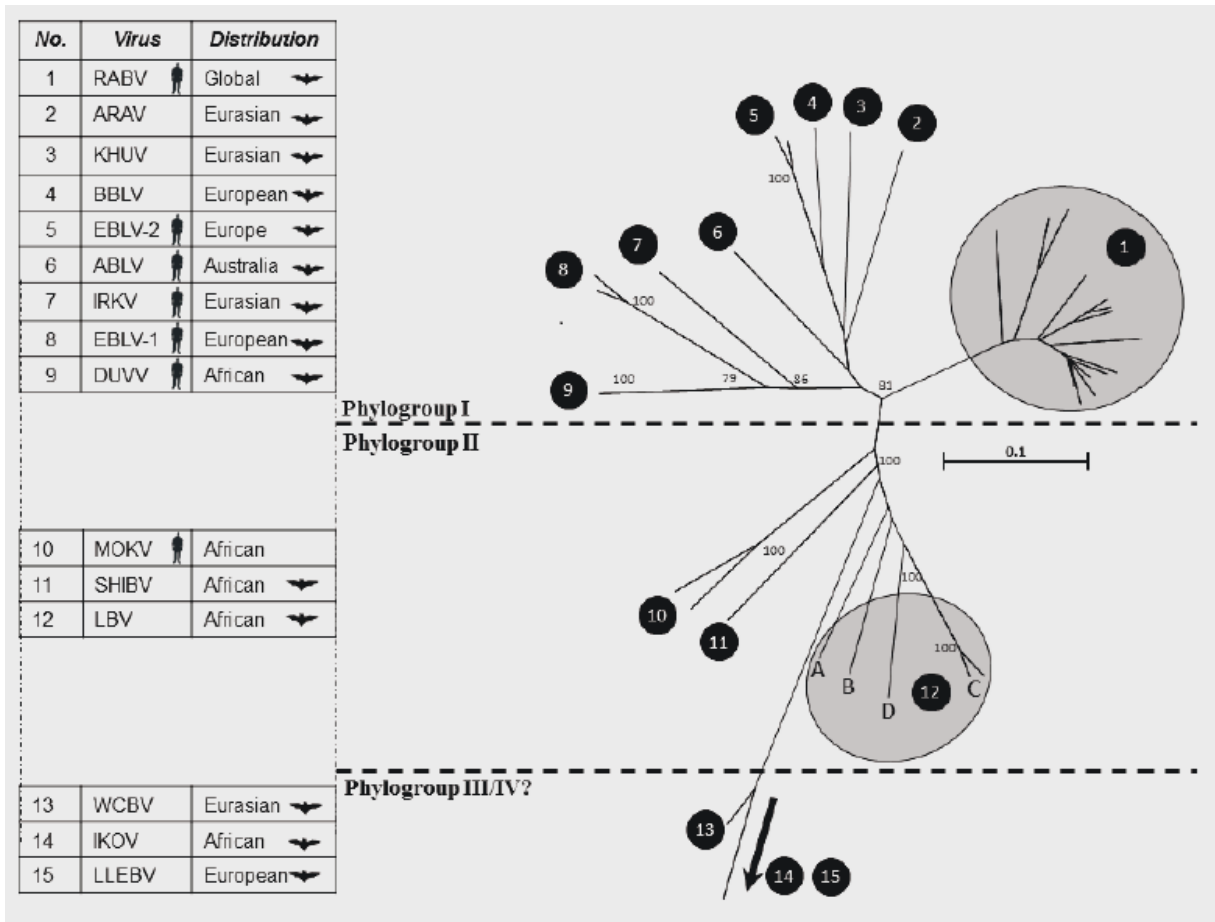 No. Virus Distribution
1 RABV Global
2 ARAV Eurasian
3 KHUV Eurasian
4 BBLV European
5 EBLV-2 Europe
6 ABLV Australia
7 IRKV Eurasian
8 EBLV-1 European
9 DUVV African
10 MOKV African
11 SHIBV African
12 LBV African
13 WCBV Eurasian
14 IKOV African
15 LLEBV European
5 4 3 2
100
1
6
7
8
100
9 100 79 86 81
Phylogroup I
Phylogroup II
100
0.1
100
10
11
100
100
A B D 12 C
Phylogroup III/IV?
13
14 15